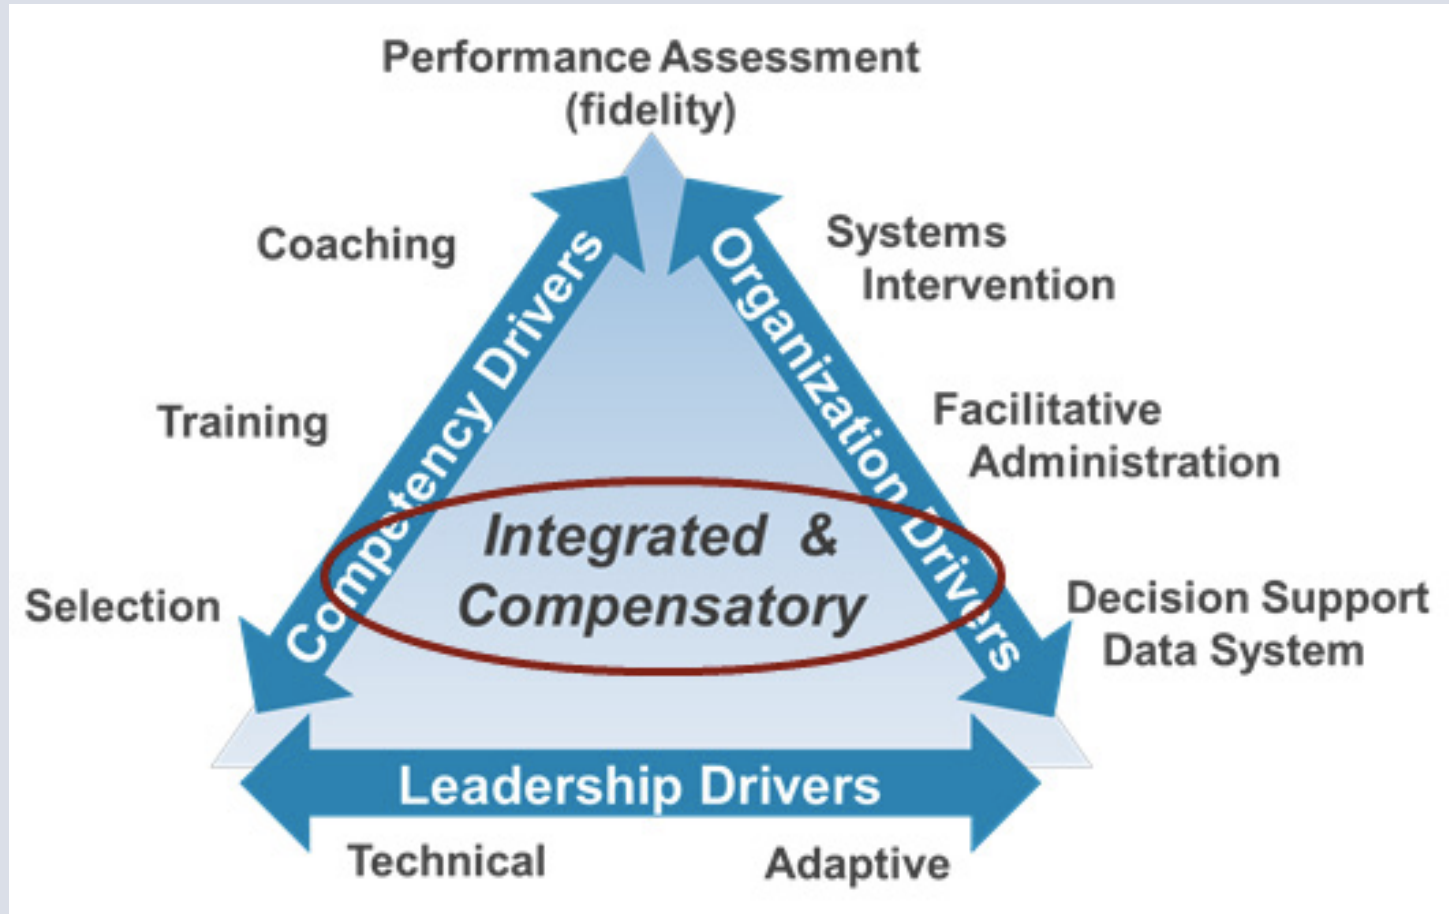 Performance Assessment
(fidelity)
Coaching
Systems
Intervention
Training
Facilitative
Administration
Competency Drivers
Organization Drivers
Integrated &
Compensatory
Selection
Decision Support
Data System
Leadership Drivers
Technical
Adaptive